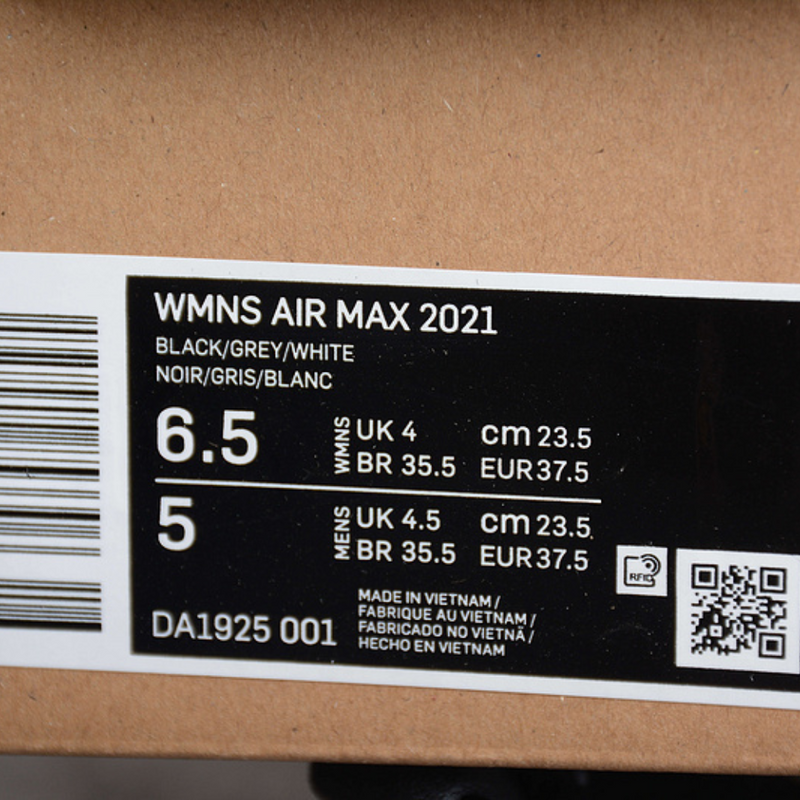 WMNS AIR MAX 2021
BLACK/GREY/WHITE
NOIR/GRIS/BLANC
6.5 WMNS UK 4 cm 23.5
BR 35.5 EUR 37.5
5 MENS UK 4.5 cm 23.5
BR 35.5 EUR 37.5
RFID
DA1925 001
MADE IN VIETNAM /
FABRIQUE AU VIETNAM /
FABRICADO NO VIETNÃ /
HECHO EN VIETNAM